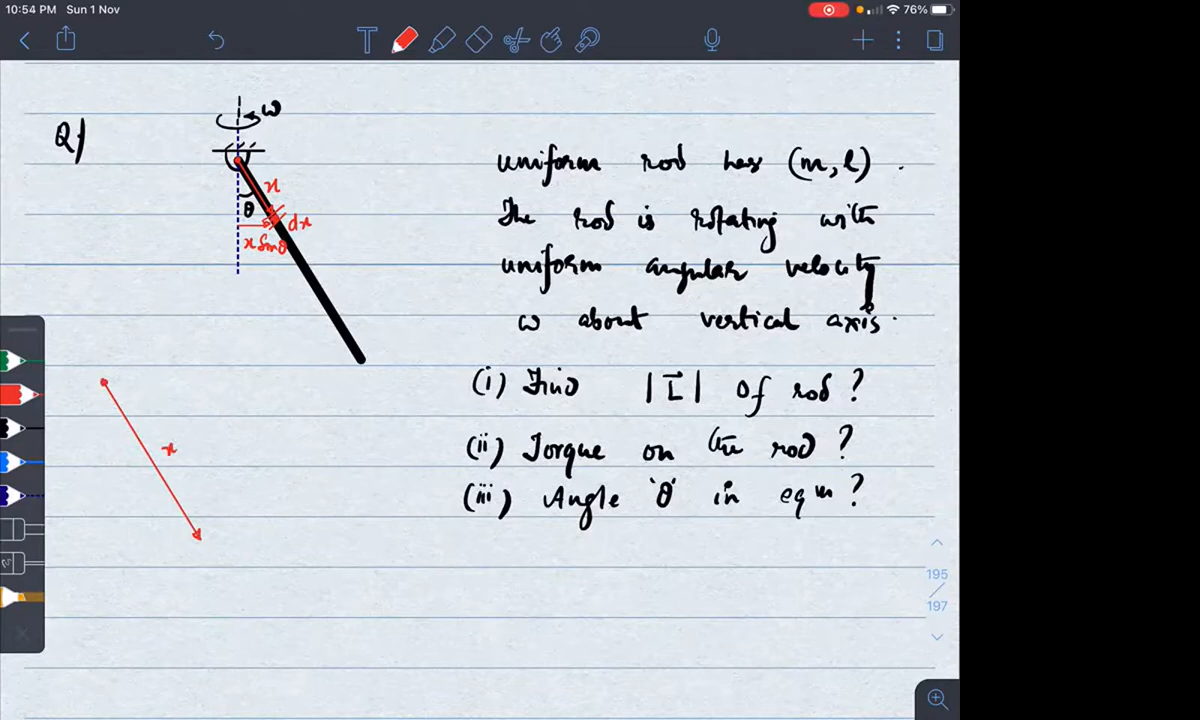 10:54 PM Sun 1 Nov
76%
T
Q)
ω
θ
x
dx
x Sinθ
x
uniform rod has (m, l).
The rod is rotating with
uniform angular velocity
ω about vertical axis.
(i) Find |L⃗| of rod?
(ii) Torque on the rod?
(iii) Angle 'θ' in eqm?
195
197